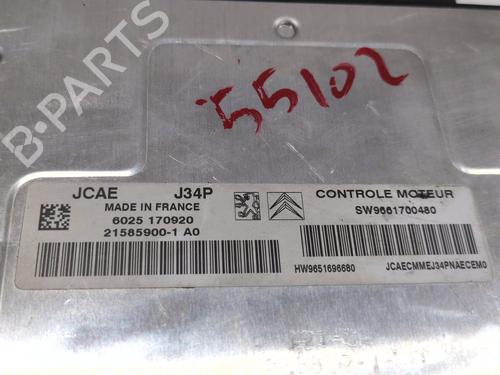 55102
B-PARTS
JCAE J34P
MADE IN FRANCE
6025 170920
21585900-1 A0
CONTROLE MOTEUR
SW9661700480
HW9651696680
JCAECMMEJ34PNAECEM0